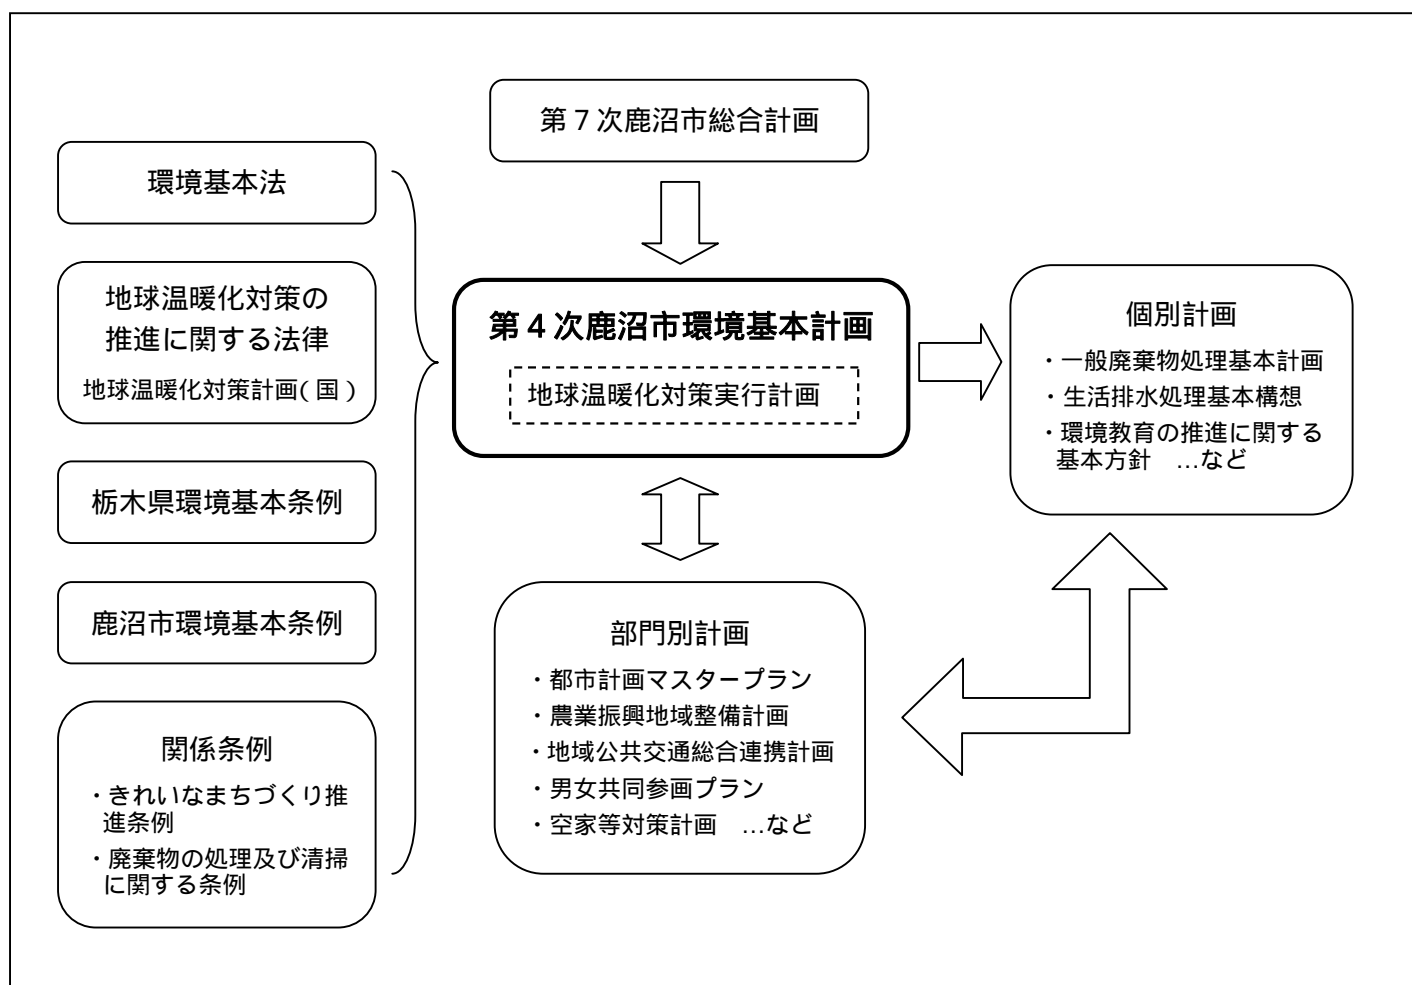 第７次鹿沼市総合計画
環境基本法
地球温暖化対策の
推進に関する法律
地球温暖化対策計画(国)
栃木県環境基本条例
鹿沼市環境基本条例
関係条例
・きれいなまちづくり推
進条例
・廃棄物の処理及び清掃
に関する条例
第４次鹿沼市環境基本計画
地球温暖化対策実行計画
部門別計画
・都市計画マスタープラン
・農業振興地域整備計画
・地域公共交通総合連携計画
・男女共同参画プラン
・空家等対策計画　…など
個別計画
・一般廃棄物処理基本計画
・生活排水処理基本構想
・環境教育の推進に関する
基本方針　…など